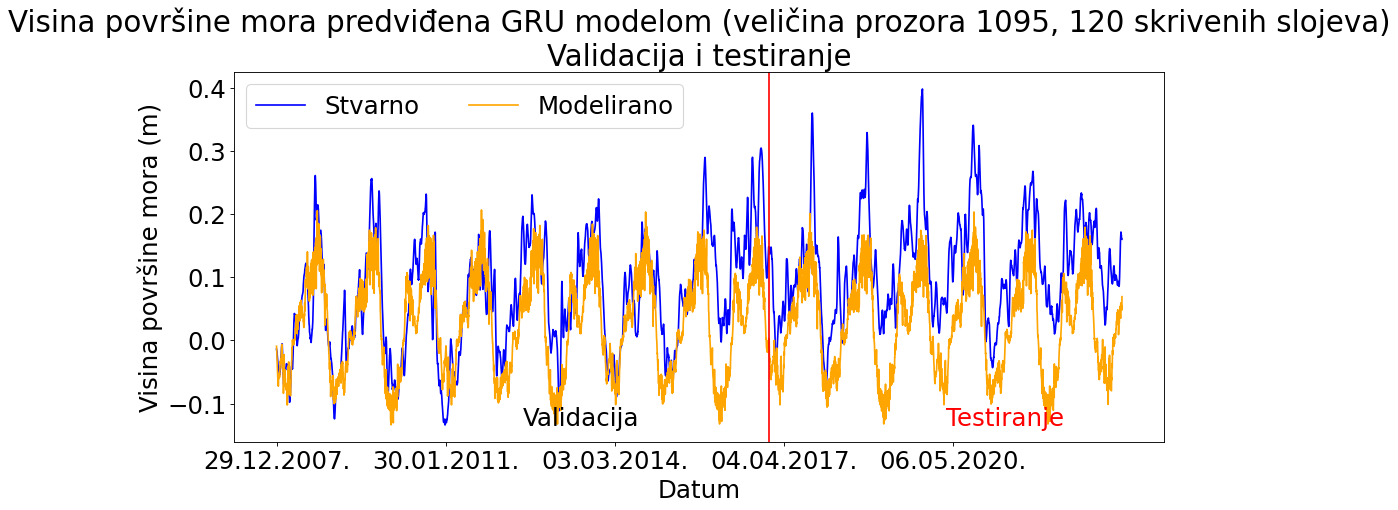 Visina površine mora predviđena GRU modelom (veličina prozora 1095, 120 skrivenih slojeva)
Validacija i testiranje
Stvarno
Modelirano
Visina površine mora (m)
0.4
0.3
0.2
0.1
0.0
−0.1
Validacija
Testiranje
29.12.2007.
30.01.2011.
03.03.2014.
04.04.2017.
06.05.2020.
Datum